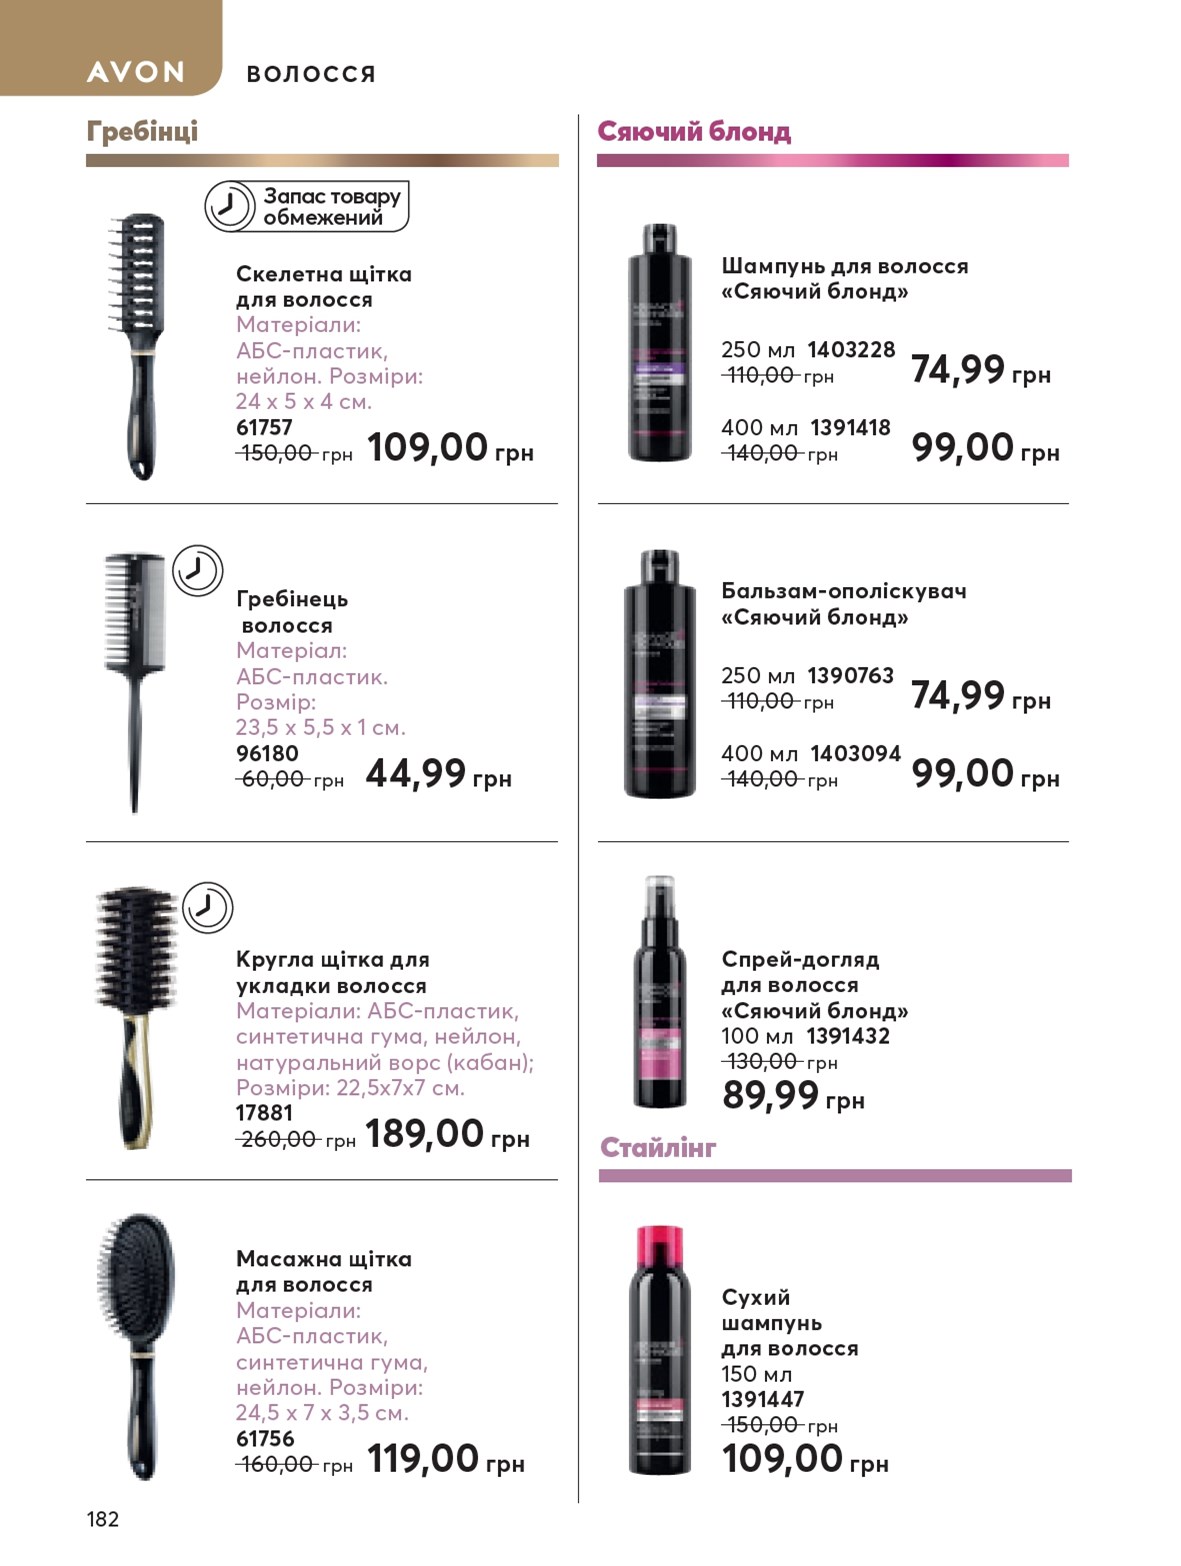 AVON
ВОЛОССЯ
Гребінці
Запас товару
обмежений
Скелетна щітка
для волосся
Матеріали:
АБС-пластик,
нейлон. Розміри:
24 х 5 х 4 см.
61757
150,00 грн 109,00 грн
Гребінець
волосся
Матеріал:
АБС-пластик.
Розмір:
23,5 х 5,5 х 1 см.
96180
60,00 грн 44,99 грн
Кругла щітка для
укладки волосся
Матеріали: АБС-пластик,
синтетична гума, нейлон,
натуральний ворс (кабан);
Розміри: 22,5х7х7 см.
17881
260,00 грн 189,00 грн
Масажна щітка
для волосся
Матеріали:
АБС-пластик,
синтетична гума,
нейлон. Розміри:
24,5 х 7 х 3,5 см.
61756
160,00 грн 119,00 грн
Сяючий блонд
Шампунь для волосся
«Сяючий блонд»
250 мл 1403228
110,00 грн 74,99 грн
400 мл 1391418
140,00 грн 99,00 грн
Бальзам-ополіскувач
«Сяючий блонд»
250 мл 1390763
110,00 грн 74,99 грн
400 мл 1403094
140,00 грн 99,00 грн
Спрей-догляд
для волосся
«Сяючий блонд»
100 мл 1391432
130,00 грн
89,99 грн
Стайлінг
Сухий
шампунь
для волосся
150 мл
1391447
150,00 грн
109,00 грн
182